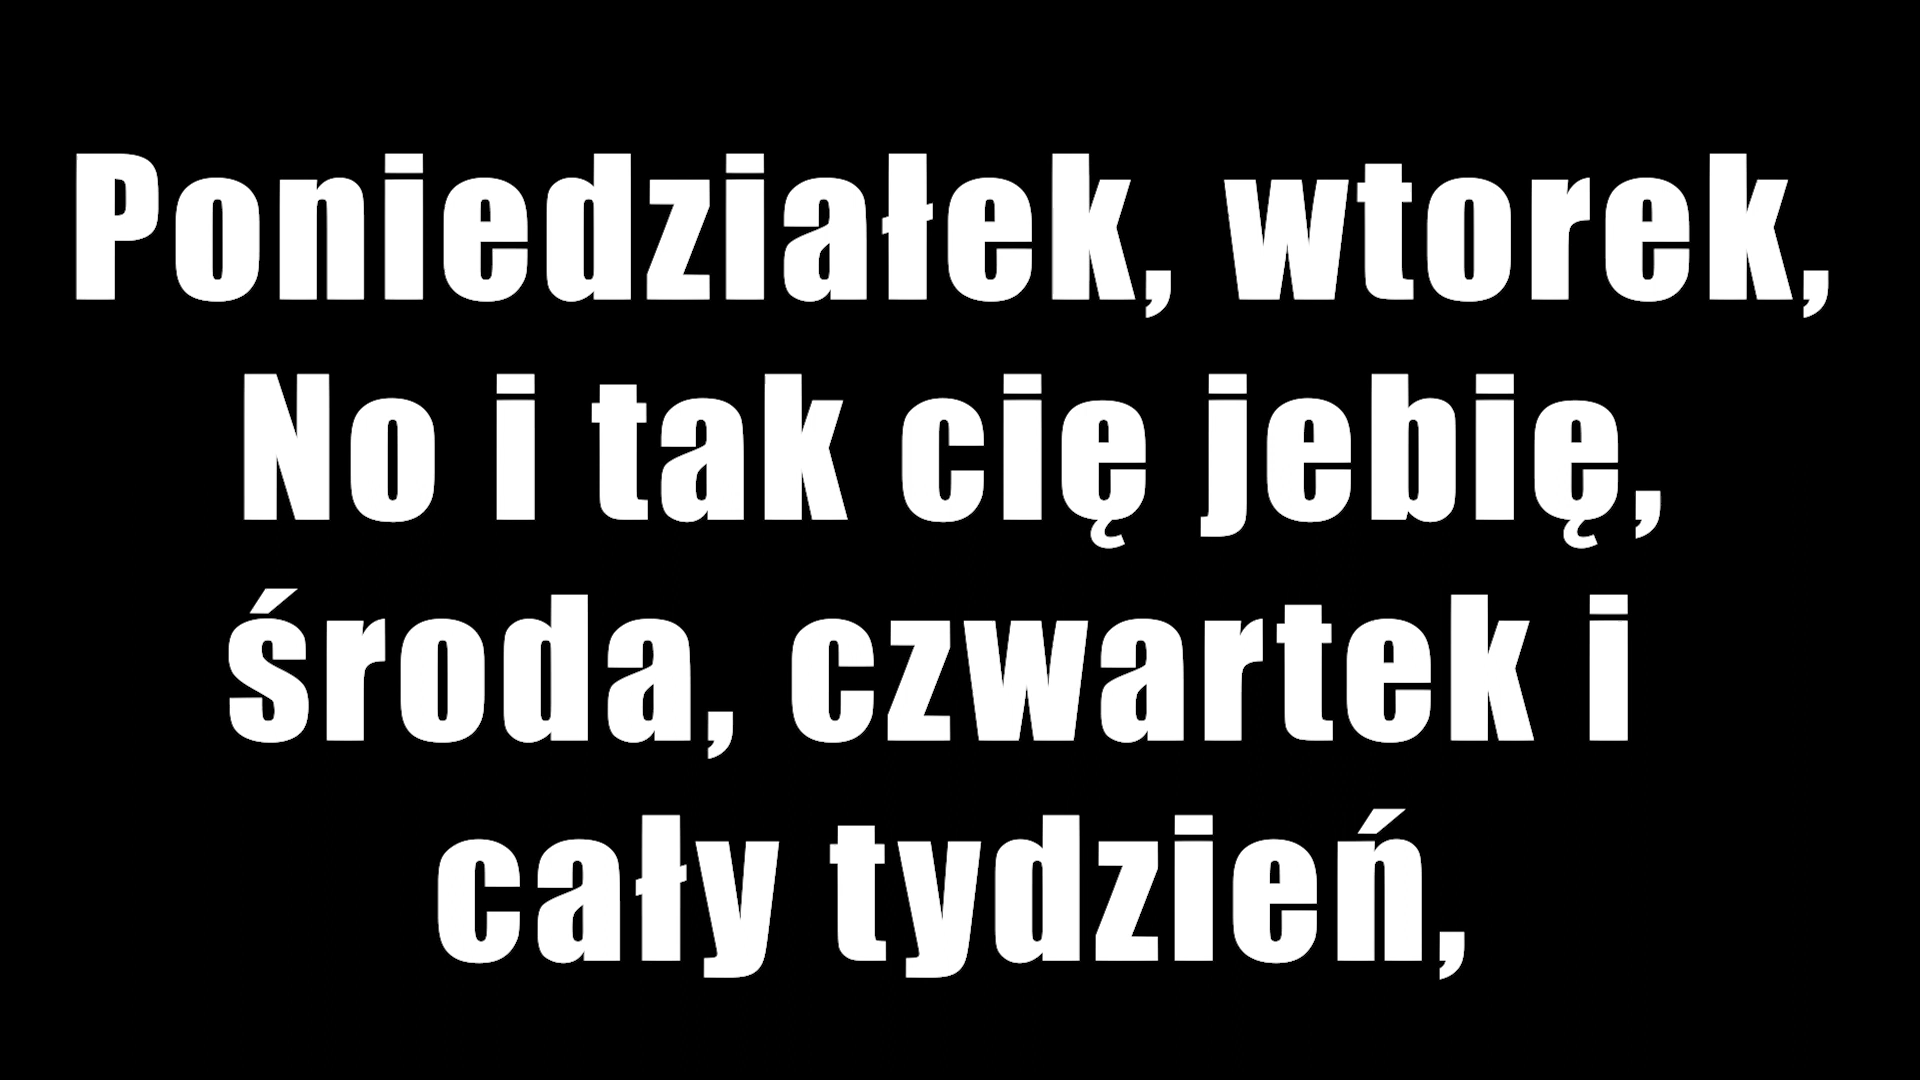 Poniedziałek, wtorek,
No i tak cię jebię,
środa, czwartek i
cały tydzień,